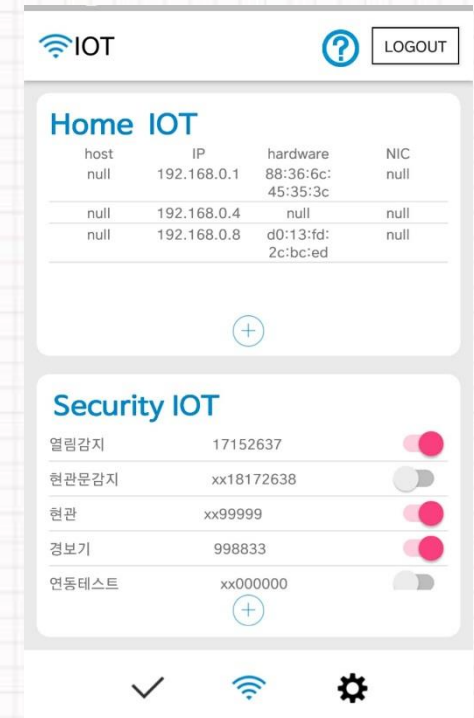 IOT
LOGOUT
Home IOT
host IP hardware NIC
null 192.168.0.1 88:36:6c: null
45:35:3c
null 192.168.0.4 null null
null 192.168.0.8 d0:13:fd: null
2c:bc:ed
Security IOT
열림감지 17152637
현관문감지 xx18172638
현관 xx99999
경보기 998833
연동테스트 xx000000